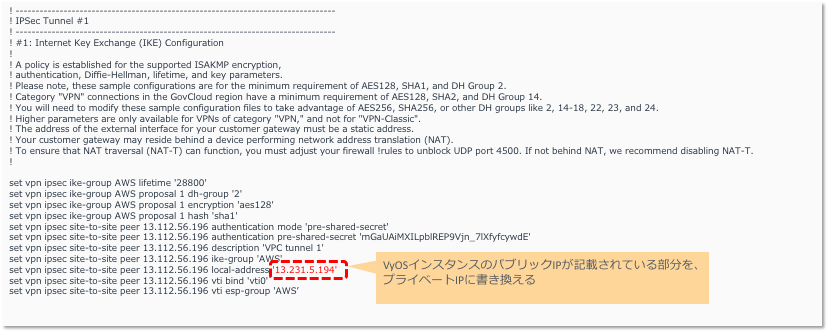 ! --------------------------------------------------------------------------------
! IPSec Tunnel #1
! --------------------------------------------------------------------------------
! #1: Internet Key Exchange (IKE) Configuration
!
! A policy is established for the supported ISAKMP encryption,
! authentication, Diffie-Hellman, lifetime, and key parameters.
! Please note, these sample configurations are for the minimum requirement of AES128, SHA1, and DH Group 2.
! Category "VPN" connections in the GovCloud region have a minimum requirement of AES128, SHA2, and DH Group 14.
! You will need to modify these sample configuration files to take advantage of AES256, SHA256, or other DH groups like 2, 14-18, 22, 23, and 24.
! Higher parameters are only available for VPNs of category "VPN," and not for "VPN-Classic".
! The address of the external interface for your customer gateway must be a static address.
! Your customer gateway may reside behind a device performing network address translation (NAT).
! To ensure that NAT traversal (NAT-T) can function, you must adjust your firewall !rules to unblock UDP port 4500. If not behind NAT, we recommend disabling NAT-T.
!
set vpn ipsec ike-group AWS lifetime '28800'
set vpn ipsec ike-group AWS proposal 1 dh-group '2'
set vpn ipsec ike-group AWS proposal 1 encryption 'aes128'
set vpn ipsec ike-group AWS proposal 1 hash 'sha1'
set vpn ipsec site-to-site peer 13.112.56.196 authentication mode 'pre-shared-secret'
set vpn ipsec site-to-site peer 13.112.56.196 authentication pre-shared-secret 'mGaUAiMXILpblREP9Vjn_7lXfyfcywdE'
set vpn ipsec site-to-site peer 13.112.56.196 description 'VPC tunnel 1'
set vpn ipsec site-to-site peer 13.112.56.196 ike-group 'AWS'
set vpn ipsec site-to-site peer 13.112.56.196 local-address '13.231.5.194'
set vpn ipsec site-to-site peer 13.112.56.196 vti bind 'vti0'
set vpn ipsec site-to-site peer 13.112.56.196 vti esp-group 'AWS'
VyOSインスタンスのパブリックIPが記載されている部分を、
プライベートIPに書き換える